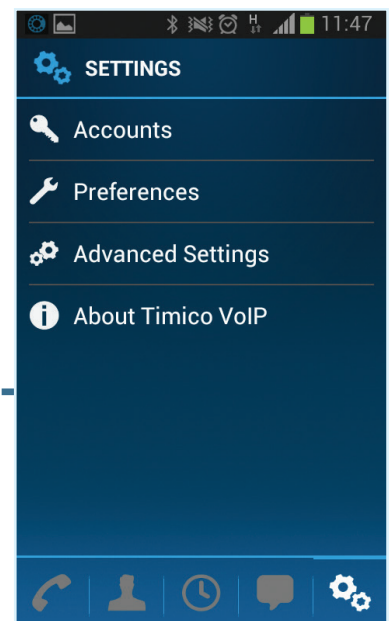 H 11:47
SETTINGS
Accounts
Preferences
Advanced Settings
About Timico VoIP